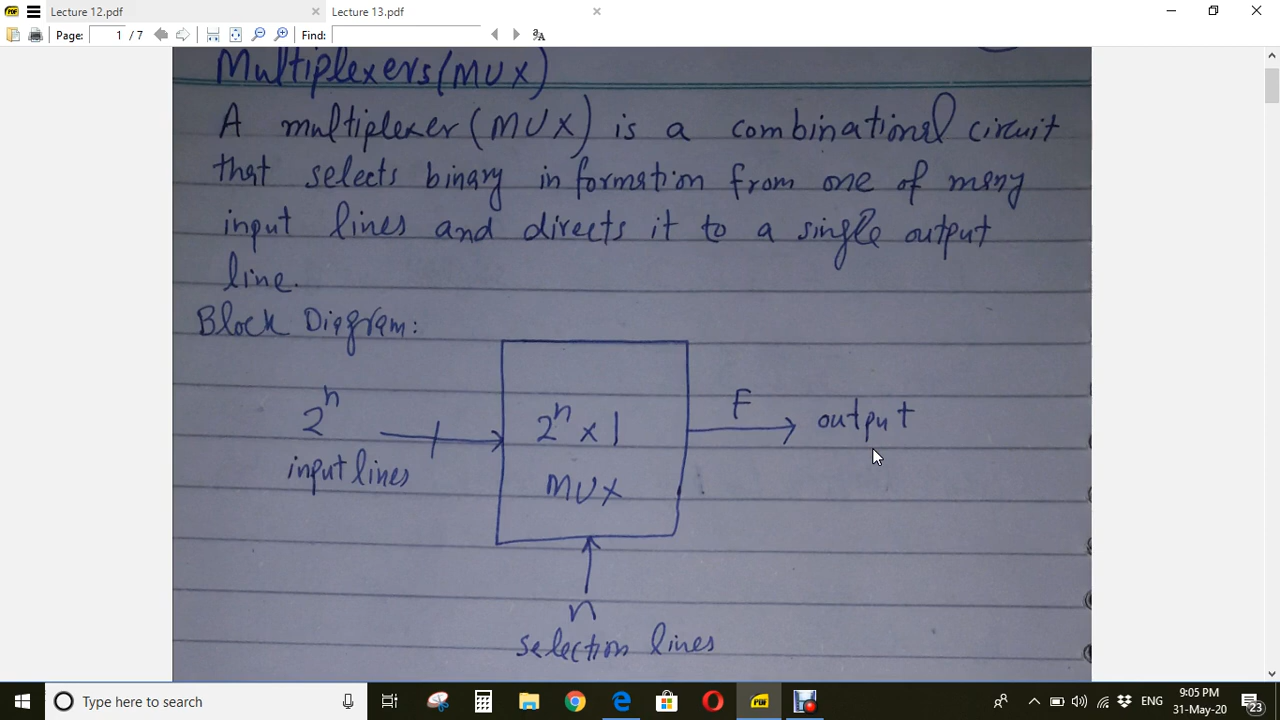 Lecture 12.pdf
Lecture 13.pdf
Page: 1 / 7 Find:
Multiplexers(MUX)
A multiplexer (MUX) is a combinational circuit
that selects binary information from one of many
input lines and directs it to a single output
line.
Block Diagram:
2^n
input lines
2^n x 1
MUX
F
output
n
selection lines
Type here to search
ENG
9:05 PM
31-May-20
23